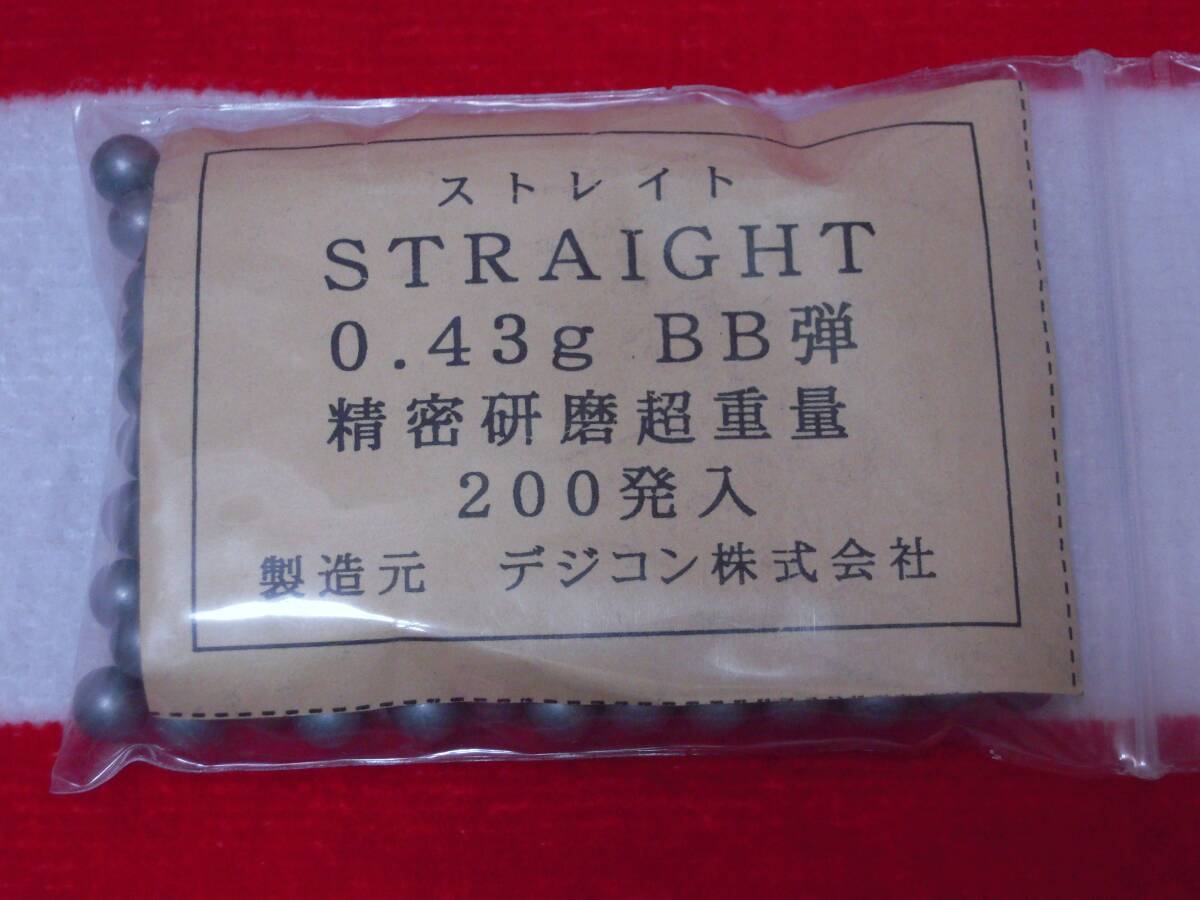 ストレイト
STRAIGHT
0.43g BB弾
精密研磨超重量
200発入
製造元 デジコン株式会社